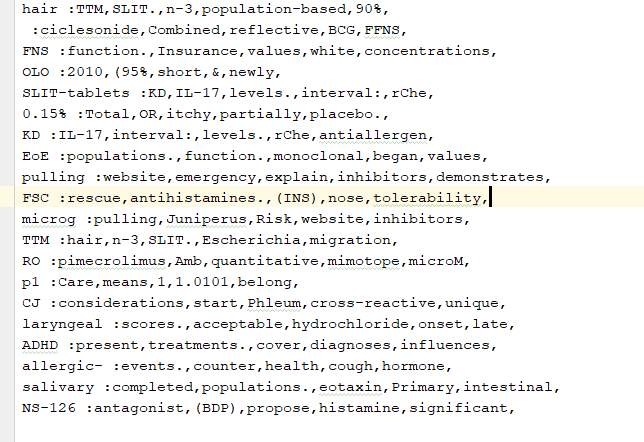 hair :TTM,SLIT.,n-3,population-based,90%,
:ciclesonide,Combined,reflective,BCG,FFNS,
FNS :function.,Insurance,values,white,concentrations,
OLO :2010,(95%,short,&,newly,
SLIT-tablets :KD,IL-17,levels.,interval:,rChe,
0.15% :Total,OR,itchy,partially,placebo.,
KD :IL-17,interval:,levels.,rChe,antiallergen,
EoE :populations.,function.,monoclonal,began,values,
pulling :website,emergency,explain,inhibitors,demonstrates,
FSC :rescue,antihistamines.,(INS),nose,tolerability,
microg :pulling,Juniperus,Risk,website,inhibitors,
TTM :hair,n-3,SLIT.,Escherichia,migration,
RO :pimecrolimus,Amb,quantitative,mimotope,microM,
p1 :Care,means,1,1.0101,belong,
CJ :considerations,start,Phleum,cross-reactive,unique,
laryngeal :scores.,acceptable,hydrochloride,onset,late,
ADHD :present,treatments.,cover,diagnoses,influences,
allergic- :events.,counter,health,cough,hormone,
salivary :completed,populations.,eotaxin,Primary,intestinal,
NS-126 :antagonist,(BDP),propose,histamine,significant,